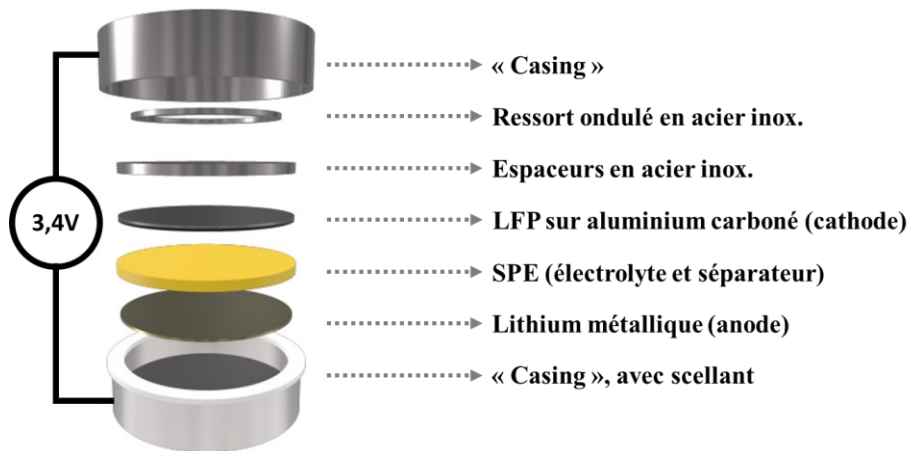 « Casing »
Ressort ondulé en acier inox.
Espaceurs en acier inox.
LFP sur aluminium carboné (cathode)
3,4V
SPE (électrolyte et séparateur)
Lithium métallique (anode)
« Casing », avec scellant